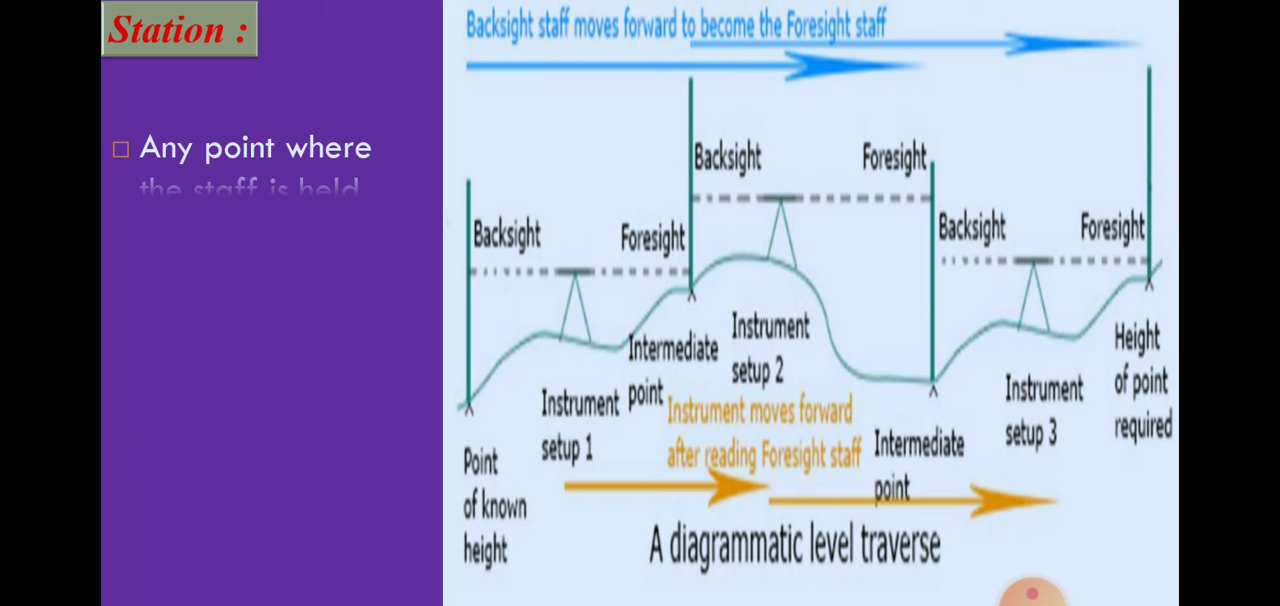 Station :
Any point where
the staff is held
Backsight staff moves forward to become the Foresight staff
Backsight
Foresight
Backsight
Foresight
Backsight
Foresight
Instrument
setup 1
Intermediate
point
Instrument
setup 2
Instrument moves forward
after reading Foresight staff
Intermediate
point
Instrument
setup 3
Height
of point
required
Point
of known
height
A diagrammatic level traverse